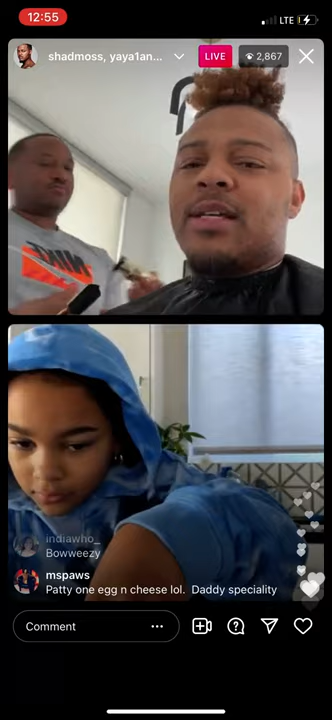 12:55
LTE
shadmoss, yaya1an...
LIVE
2,867
NIKE
indiawho_
Bowweezy
mspaws
Patty one egg n cheese lol. Daddy speciality
Comment